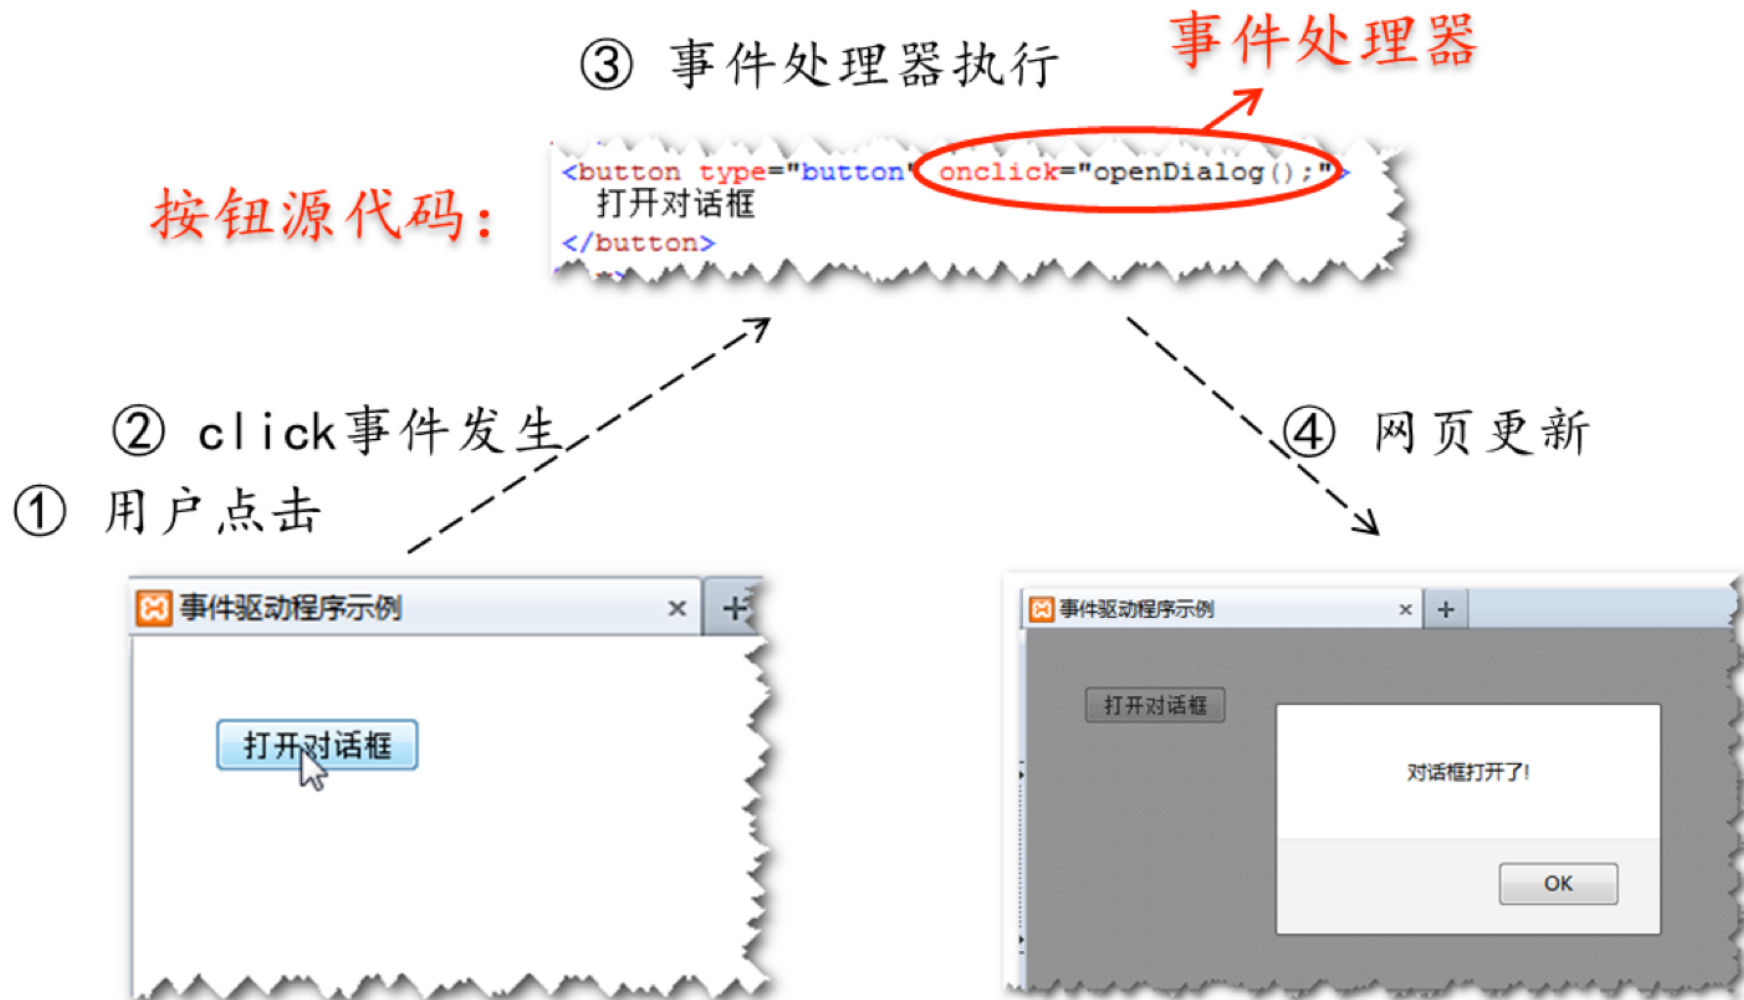 ③ 事件处理器执行
事件处理器
按钮源代码：
<button type="button" onclick="openDialog();">
打开对话框
</button>
② click事件发生
④ 网页更新
① 用户点击
事件驱动程序示例
打开对话框
事件驱动程序示例
打开对话框
对话框打开了!
OK